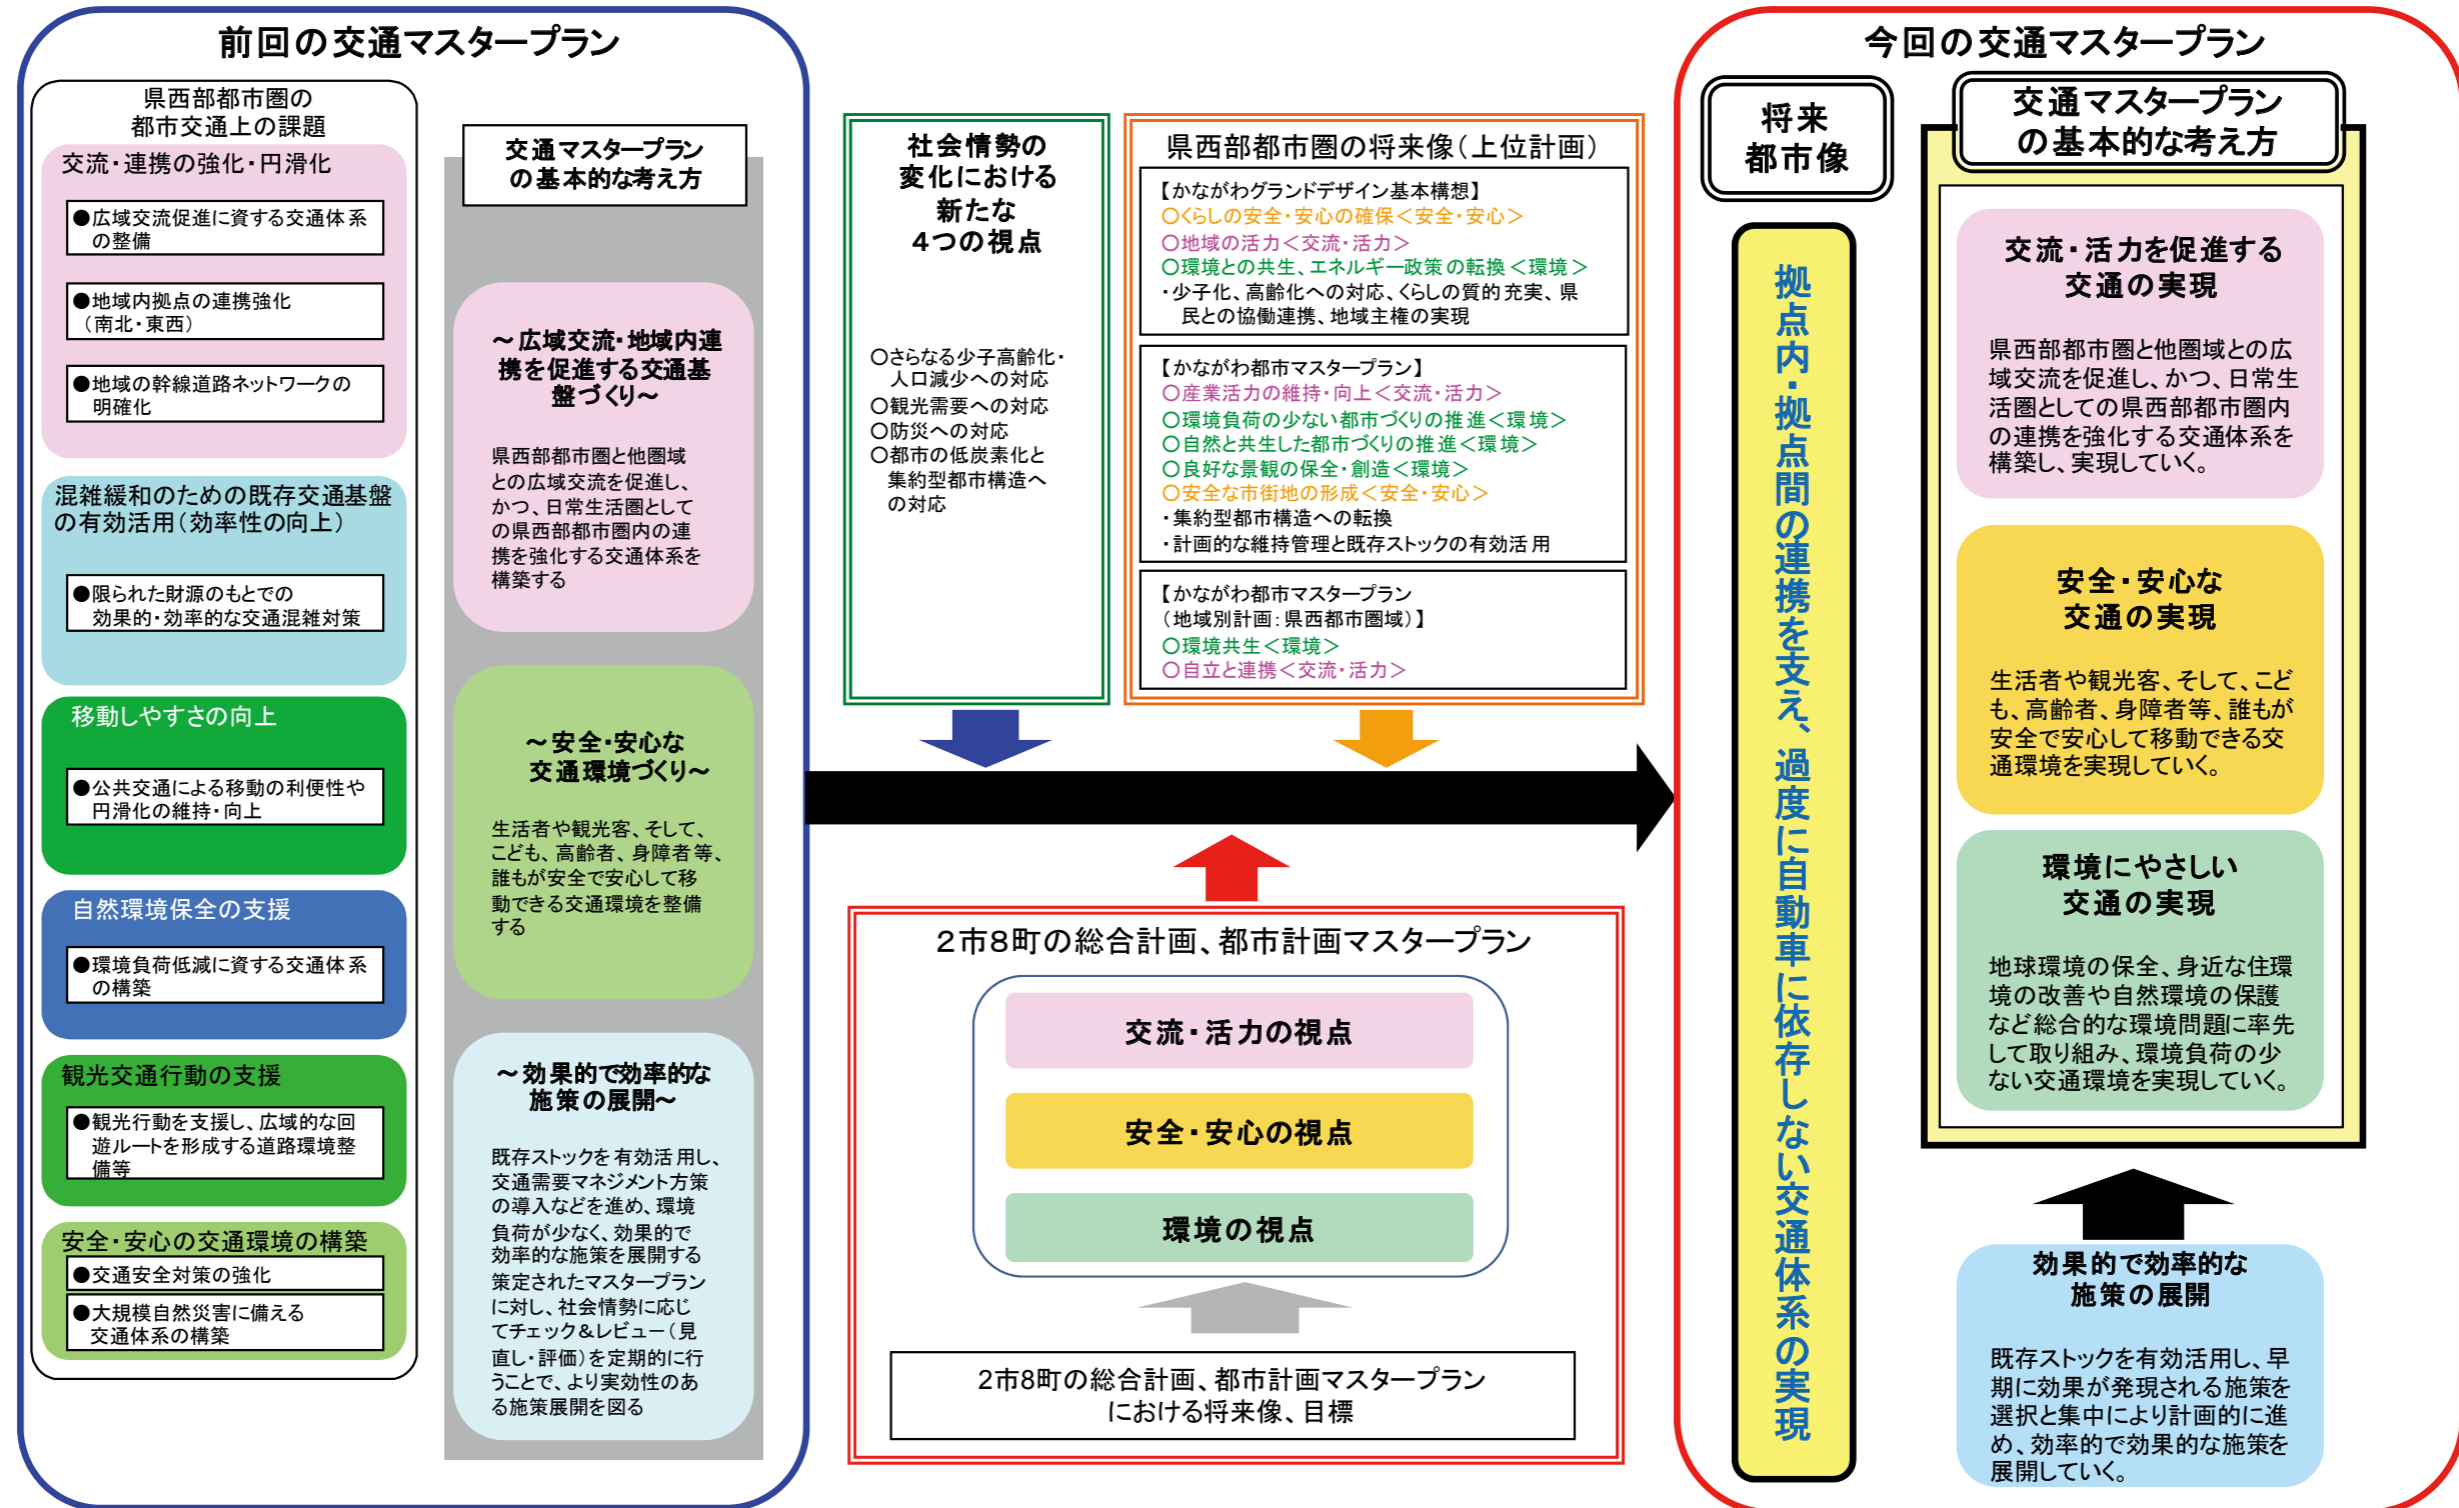 前回の交通マスタープラン
県西部都市圏の
都市交通上の課題
交流・連携の強化・円滑化
●広域交流促進に資する交通体系
の整備
●地域内拠点の連携強化
（南北・東西）
●地域の幹線道路ネットワークの
明確化
混雑緩和のための既存交通基盤
の有効活用（効率性の向上）
●限られた財源のもとでの
効果的・効率的な交通混雑対策
移動しやすさの向上
●公共交通による移動の利便性や
円滑化の維持・向上
自然環境保全の支援
●環境負荷低減に資する交通体系
の構築
観光交通行動の支援
●観光行動を支援し、広域的な回
遊ルートを形成する道路環境整
備等
安全・安心の交通環境の構築
●交通安全対策の強化
●大規模自然災害に備える
交通体系の構築
交通マスタープラン
の基本的な考え方
～広域交流・地域内連
携を促進する交通基
盤づくり～
県西部都市圏と他圏域
との広域交流を促進し、
かつ、日常生活圏として
の県西部都市圏内の連
携を強化する交通体系を
構築する
～安全・安心な
交通環境づくり～
生活者や観光客、そして、
こども、高齢者、身障者等、
誰もが安全で安心して移
動できる交通環境を整備
する
～効果的で効率的な
施策の展開～
既存ストックを有効活用し、
交通需要マネジメント方策
の導入などを進め、環境
負荷が少なく、効果的で
効率的な施策を展開する
策定されたマスタープラン
に対し、社会情勢に応じ
てチェック＆レビュー（見
直し・評価）を定期的に行
うことで、より実効性のあ
る施策展開を図る
社会情勢の
変化における
新たな
４つの視点
○さらなる少子高齢化・
人口減少への対応
○観光需要への対応
○防災への対応
○都市の低炭素化と
集約型都市構造へ
の対応
県西部都市圏の将来像（上位計画）
【かながわグランドデザイン基本構想】
○くらしの安全・安心の確保＜安全・安心＞
○地域の活力＜交流・活力＞
○環境との共生、エネルギー政策の転換＜環境＞
・少子化、高齢化への対応、くらしの質的充実、県
民との協働連携、地域主権の実現
【かながわ都市マスタープラン】
○産業活力の維持・向上＜交流・活力＞
○環境負荷の少ない都市づくりの推進＜環境＞
○自然と共生した都市づくりの推進＜環境＞
○良好な景観の保全・創造＜環境＞
○安全な市街地の形成＜安全・安心＞
・集約型都市構造への転換
・計画的な維持管理と既存ストックの有効活用
【かながわ都市マスタープラン
（地域別計画：県西都市圏域）】
○環境共生＜環境＞
○自立と連携＜交流・活力＞
２市８町の総合計画、都市計画マスタープラン
交流・活力の視点
安全・安心の視点
環境の視点
２市８町の総合計画、都市計画マスタープラン
における将来像、目標
今回の交通マスタープラン
将来
都市像
拠点内・拠点間の連携を支え、過度に自動車に依存しない交通体系の実現
交通マスタープラン
の基本的な考え方
交流・活力を促進する
交通の実現
県西部都市圏と他圏域との広
域交流を促進し、かつ、日常生
活圏としての県西部都市圏内
の連携を強化する交通体系を
構築し、実現していく。
安全・安心な
交通の実現
生活者や観光客、そして、こど
も、高齢者、身障者等、誰もが
安全で安心して移動できる交
通環境を実現していく。
環境にやさしい
交通の実現
地球環境の保全、身近な住環
境の改善や自然環境の保護
など総合的な環境問題に率先
して取り組み、環境負荷の少
ない交通環境を実現していく。
効果的で効率的な
施策の展開
既存ストックを有効活用し、早
期に効果が発現される施策を
選択と集中により計画的に進
め、効率的で効果的な施策を
展開していく。